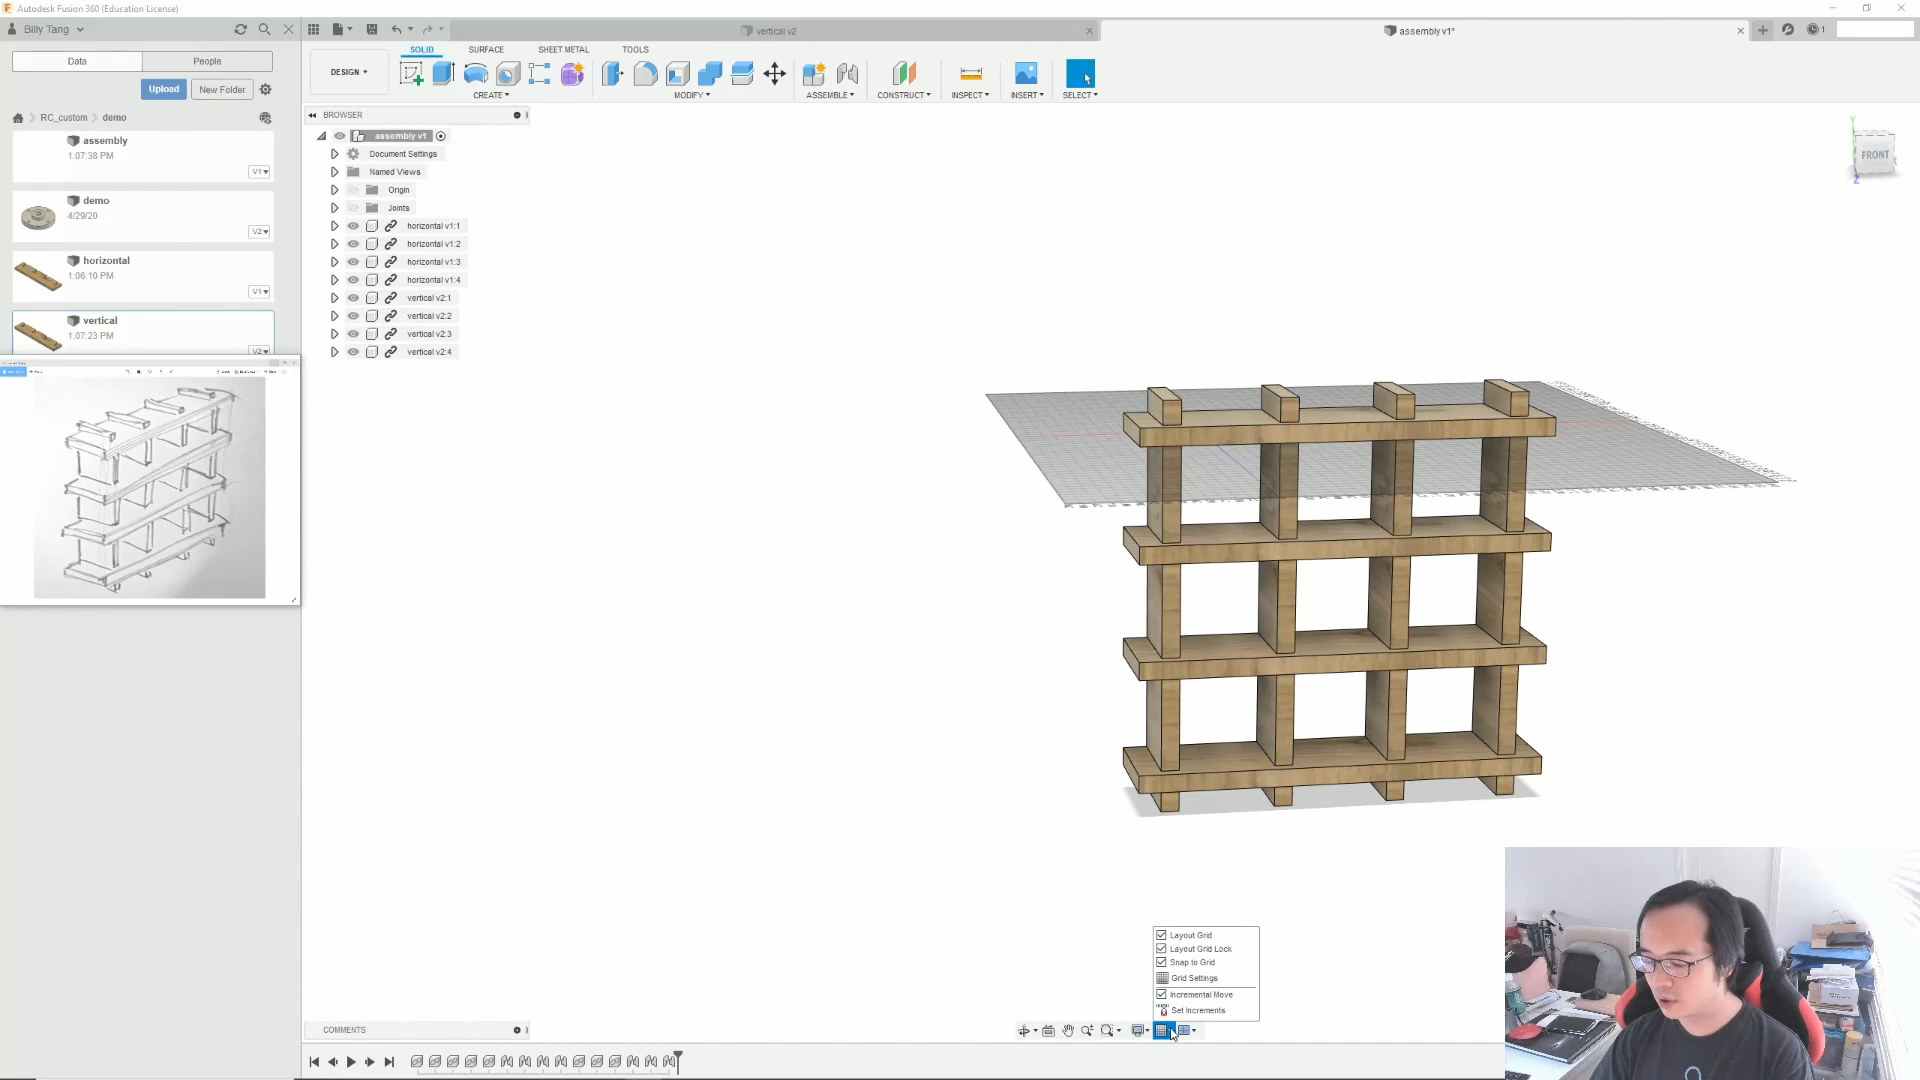 Autodesk Fusion 360 (Education License)
Billy Tang
vertical v2
assembly v1*
1
Data
People
Upload
New Folder
RC_custom
demo
assembly
1:07:38 PM
V1
demo
4/29/20
V2
horizontal
1:06:10 PM
V1
vertical
1:07:23 PM
V2
DESIGN
SOLID
SURFACE
SHEET METAL
TOOLS
CREATE
MODIFY
ASSEMBLE
CONSTRUCT
INSPECT
INSERT
SELECT
BROWSER
assembly v1
Document Settings
Named Views
Origin
Joints
horizontal v1:1
horizontal v1:2
horizontal v1:3
horizontal v1:4
vertical v2:1
vertical v2:2
vertical v2:3
vertical v2:4
Y
FRONT
Z
Layout Grid
Layout Grid Lock
Snap to Grid
Grid Settings
Incremental Move
Set Increments
COMMENTS